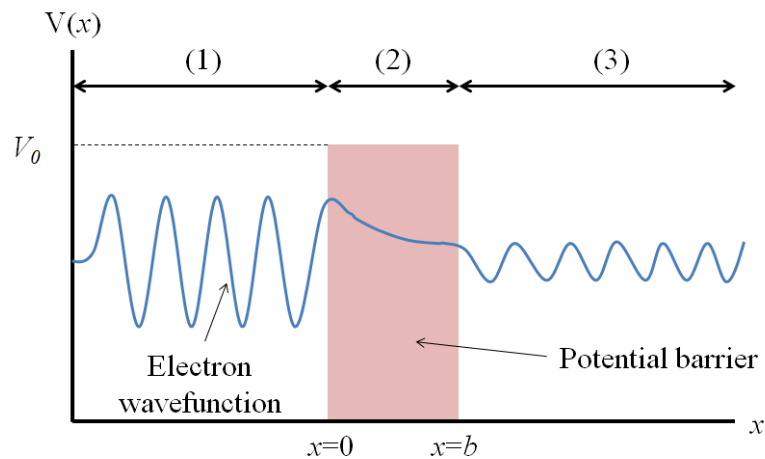 V(x)
(1)
(2)
(3)
V0
Electron
wavefunction
Potential barrier
x
x=0
x=b